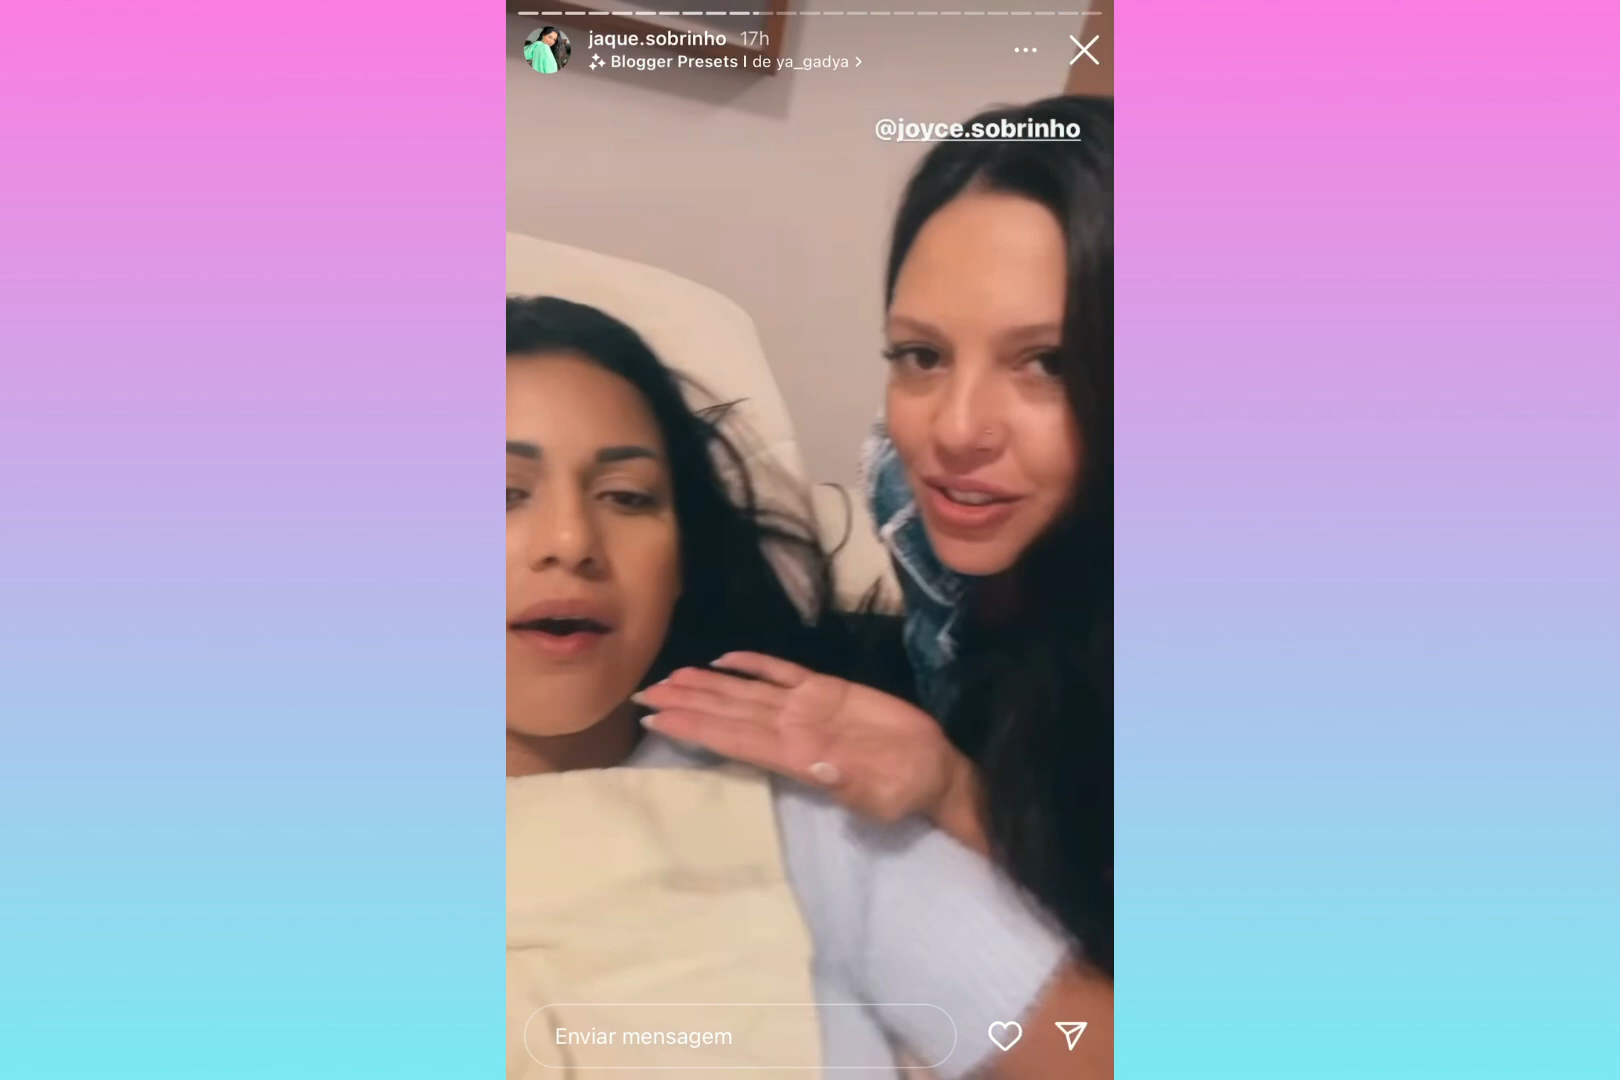 jaque.sobrinho 17h
Blogger Presets I de ya_gadya >
@joyce.sobrinho
Enviar mensagem